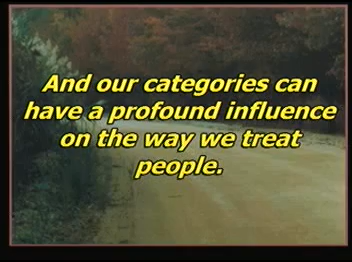 And our categories can
have a profound influence
on the way we treat
people.